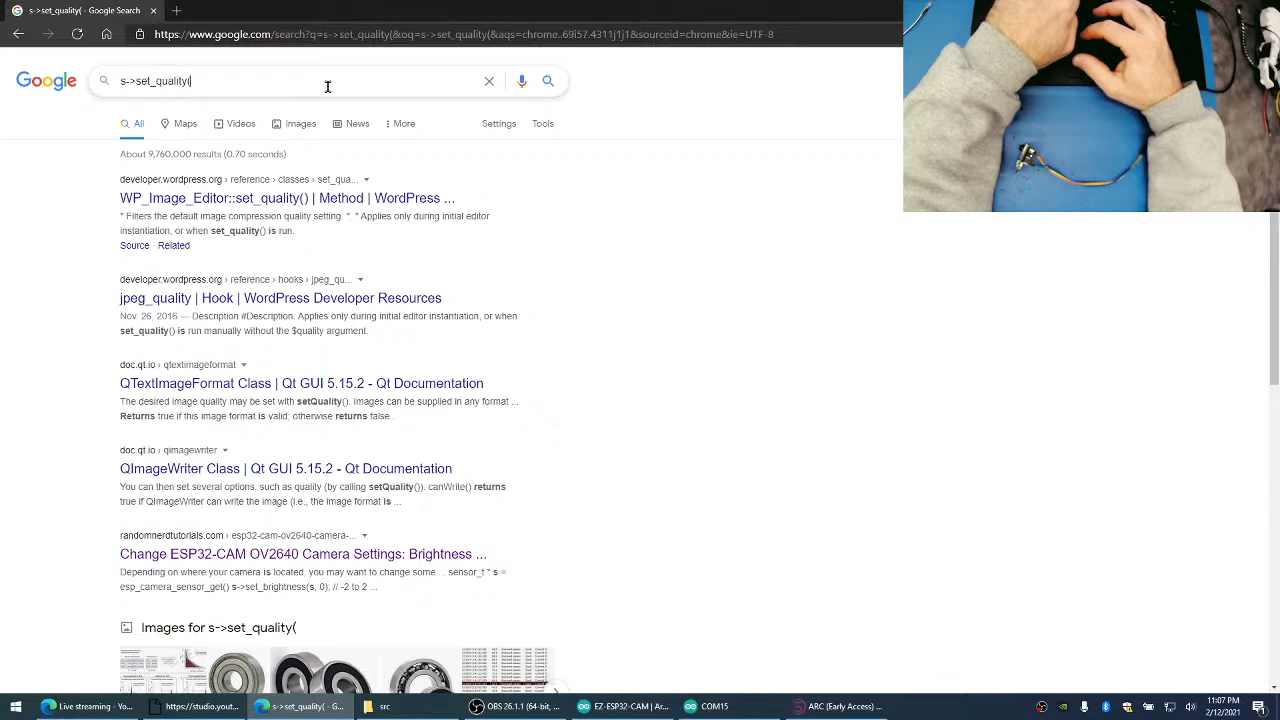 s->set_quality( - Google Search
https://www.google.com/search?q=s->set_quality(&oq=s->set_quality(&aqs=chrome..69i57.4311j1j1&sourceid=chrome&ie=UTF-8
Google
s->set_quality(
All Maps Videos Images News More Settings Tools
About 9,760,000 results (0.70 seconds)
developer.wordpress.org › reference › classes › set_qua...
WP_Image_Editor::set_quality() | Method | WordPress ...
* Filters the default image compression quality setting. *. * Applies only during initial editor
instantiation, or when set_quality() is run.
Source · Related
developer.wordpress.org › reference › hooks › jpeg_qu...
jpeg_quality | Hook | WordPress Developer Resources
Nov. 26, 2016 — Description #Description. Applies only during initial editor instantiation, or when
set_quality() is run manually without the $quality argument.
doc.qt.io › qtextimageformat
QTextImageFormat Class | Qt GUI 5.15.2 - Qt Documentation
The desired image quality may be set with setQuality(). Images can be supplied in any format ...
Returns true if this image format is valid; otherwise returns false.
doc.qt.io › qimagewriter
QImageWriter Class | Qt GUI 5.15.2 - Qt Documentation
You can then set several options, such as quality (by calling setQuality()). canWrite() returns
true if QImageWriter can write the image (i.e., the image format is ...
randomnerdtutorials.com › esp32-cam-ov2640-camera-...
Change ESP32-CAM OV2640 Camera Settings: Brightness ...
Depending on where your camera is located, you may want to change some ... sensor_t * s =
esp_camera_sensor_get() s->set_brightness(s, 0); // -2 to 2 ...
Images for s->set_quality(
Live streaming - Yo... https://studio.yout... s->set_quality( - G... src OBS 26.1.1 (64-bit, ... EZ-ESP32-CAM | Ar... COM15 ARC (Early Access) ...
11:07 PM
2/12/2021